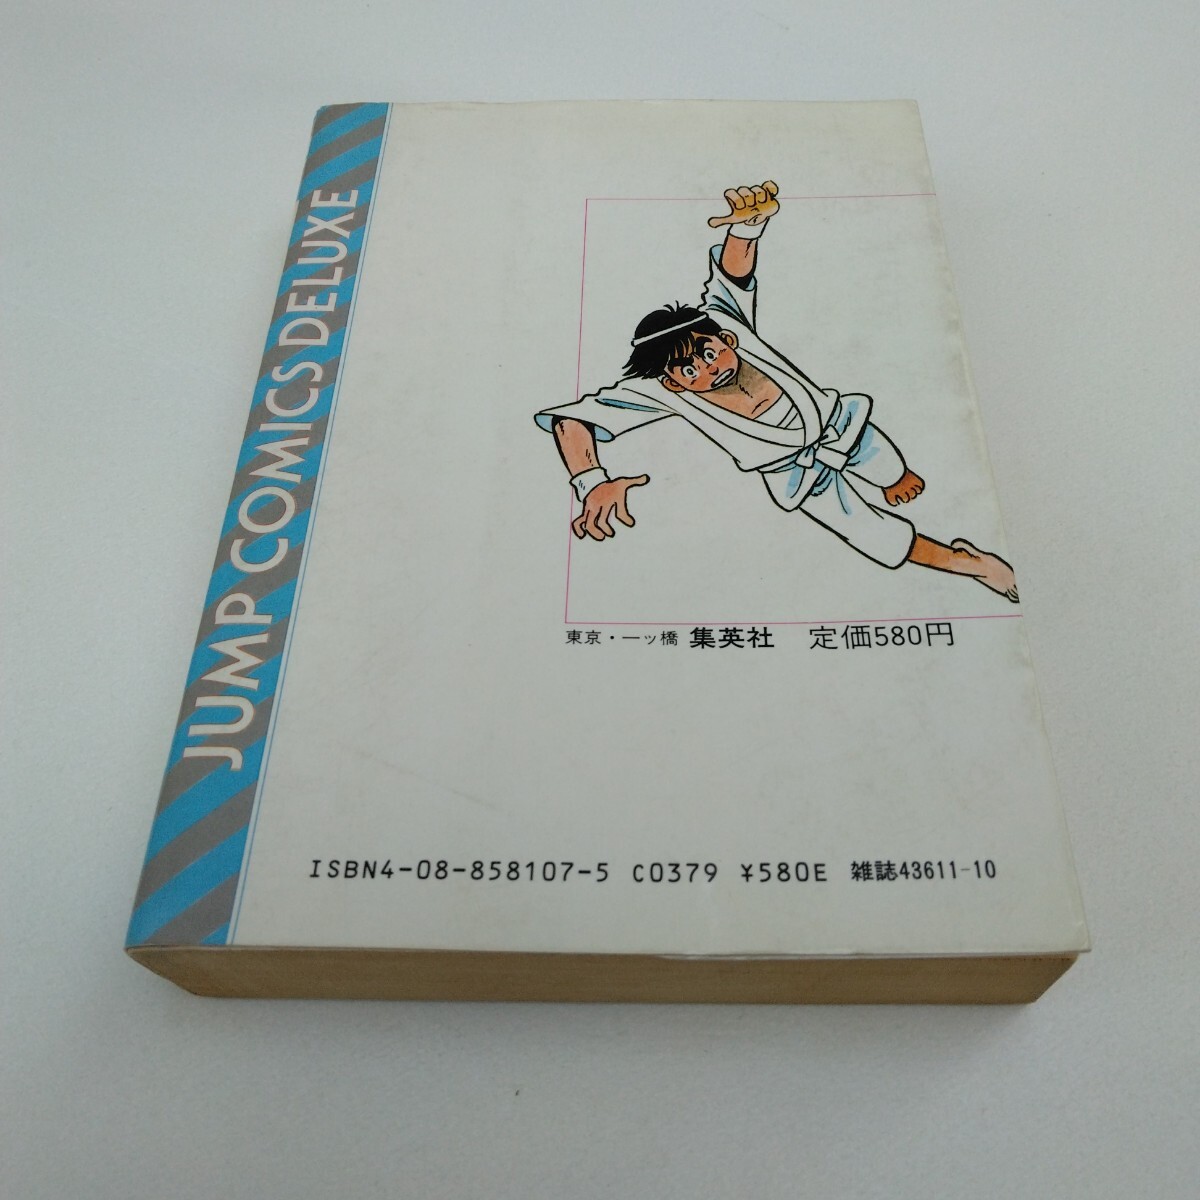 JUMP COMICS DELUXE
東京・一ツ橋 集英社 定価580円
ISBN4-08-858107-5 C0379 ¥580E 雑誌43611-10